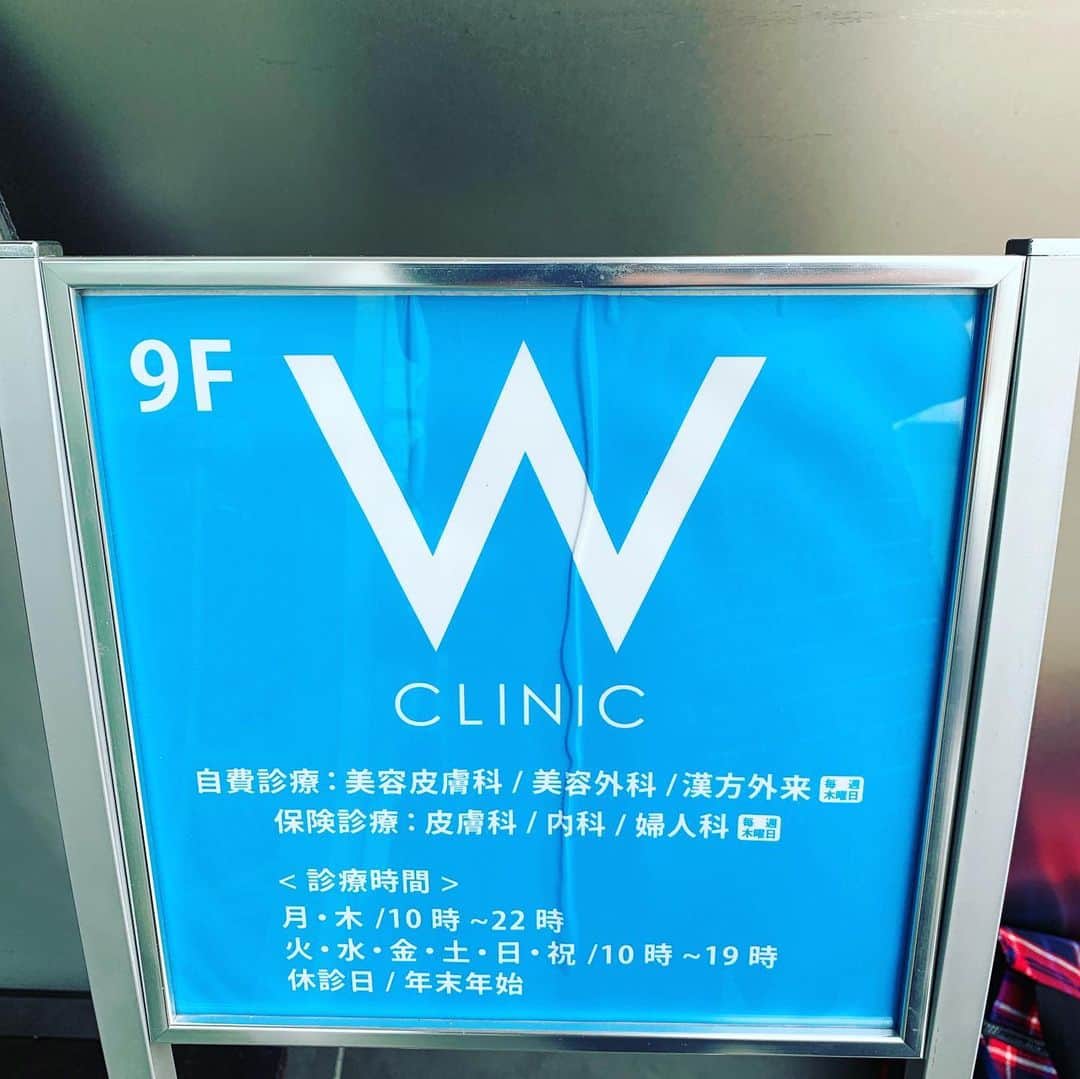 9F
W
CLINIC
自費診療：美容皮膚科 / 美容外科 / 漢方外来 毎週木曜日
保険診療：皮膚科 / 内科 / 婦人科 毎週木曜日
< 診療時間 >
月・木 /10 時 ~22 時
火・水・金・土・日・祝 /10 時 ~19 時
休診日 / 年末年始